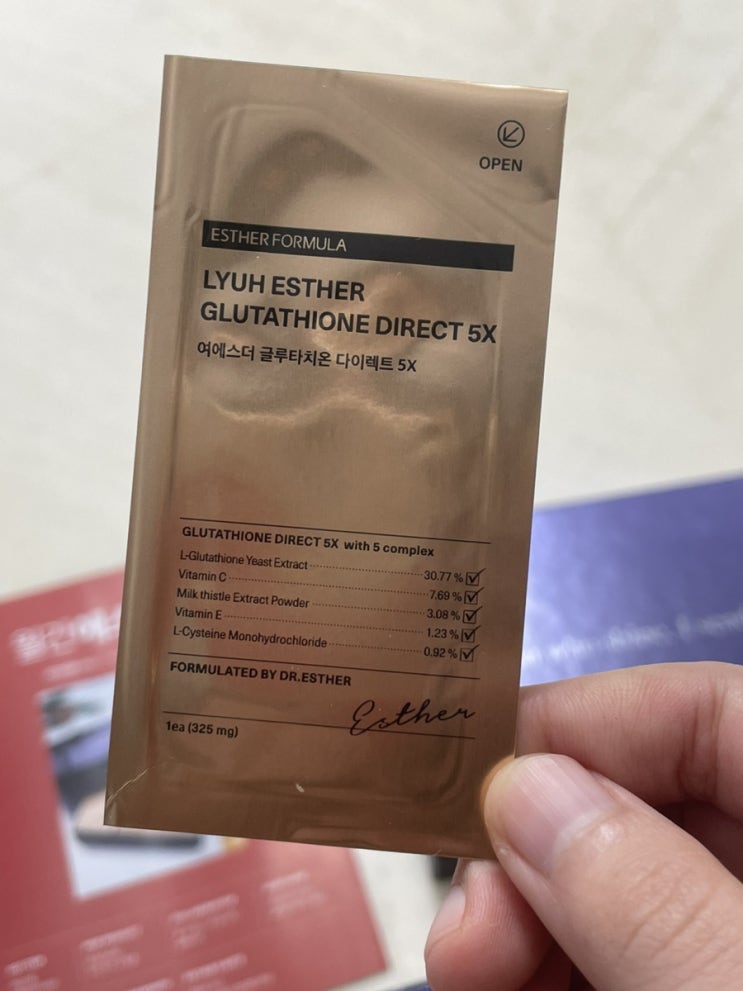 OPEN
ESTHER FORMULA
LYUH ESTHER
GLUTATHIONE DIRECT 5X
여에스더 글루타치온 다이렉트 5X
GLUTATHIONE DIRECT 5X with 5 complex
L-Glutathione Yeast Extract 30.77 %
Vitamin C 7.69 %
Milk thistle Extract Powder 3.08 %
Vitamin E 1.23 %
L-Cysteine Monohydrochloride 0.92 %
FORMULATED BY DR.ESTHER
Esther
1ea (325 mg)